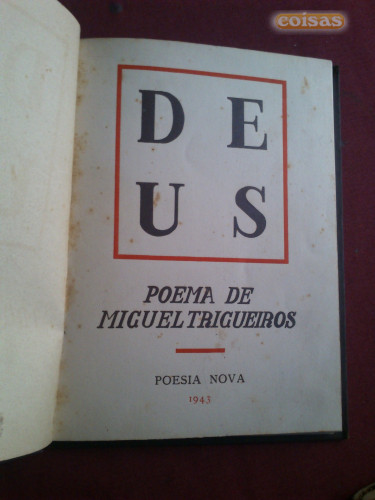 coisas
D E
U S
POEMA DE
MIGUEL TRIGUEIROS
POESIA NOVA
1943